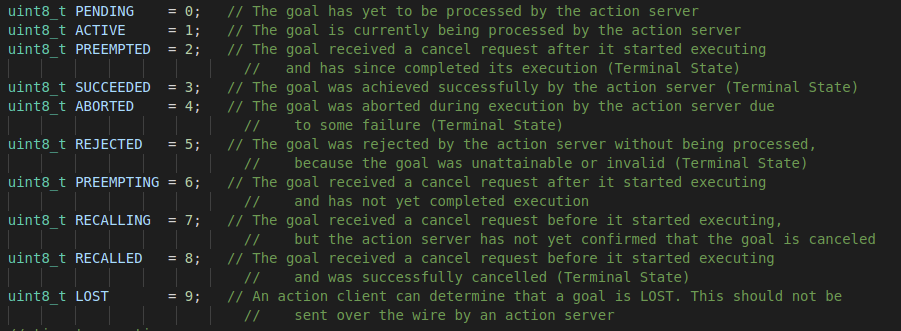 uint8_t PENDING    = 0;   // The goal has yet to be processed by the action server
uint8_t ACTIVE     = 1;   // The goal is currently being processed by the action server
uint8_t PREEMPTED  = 2;   // The goal received a cancel request after it started executing
//   and has since completed its execution (Terminal State)
uint8_t SUCCEEDED  = 3;   // The goal was achieved successfully by the action server (Terminal State)
uint8_t ABORTED    = 4;   // The goal was aborted during execution by the action server due
//    to some failure (Terminal State)
uint8_t REJECTED   = 5;   // The goal was rejected by the action server without being processed,
//    because the goal was unattainable or invalid (Terminal State)
uint8_t PREEMPTING = 6;   // The goal received a cancel request after it started executing
//    and has not yet completed execution
uint8_t RECALLING  = 7;   // The goal received a cancel request before it started executing,
//    but the action server has not yet confirmed that the goal is canceled
uint8_t RECALLED   = 8;   // The goal received a cancel request before it started executing
//    and was successfully cancelled (Terminal State)
uint8_t LOST       = 9;   // An action client can determine that a goal is LOST. This should not be
//    sent over the wire by an action server